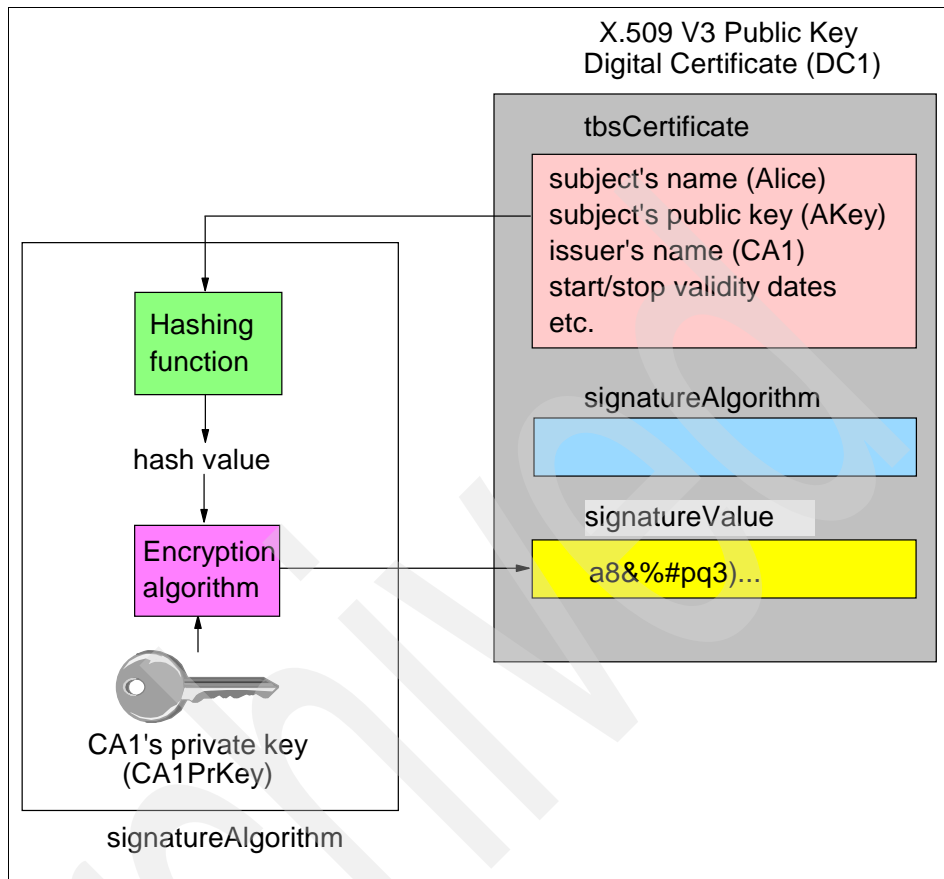 X.509 V3 Public Key
Digital Certificate (DC1)
tbsCertificate
subject's name (Alice)
subject's public key (AKey)
issuer's name (CA1)
start/stop validity dates
etc.
Hashing
function
signatureAlgorithm
hash value
signatureValue
Encryption
algorithm
a8&%#pq3)...
CA1's private key
(CA1PrKey)
signatureAlgorithm